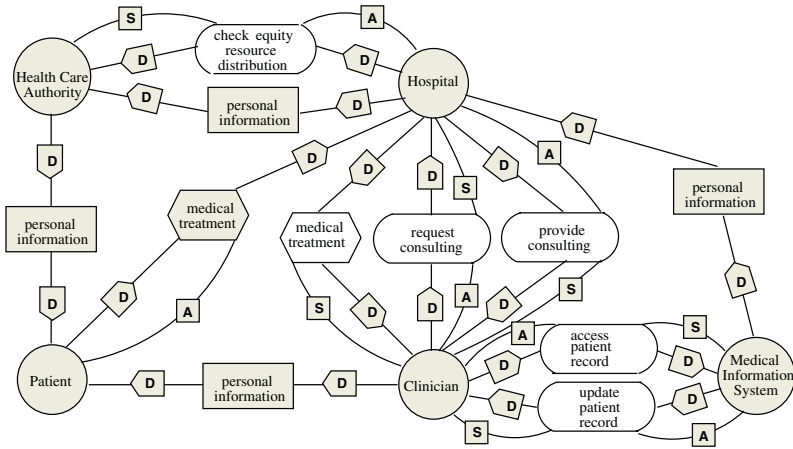 S
A
check equity
resource
distribution
D
D
Health Care
Authority
Hospital
D
personal
information
D
D
D
D
A
D
D
D
D
S
personal
information
medical
treatment
personal
information
medical
treatment
request
consulting
provide
consulting
D
D
D
A
S
D
D
A
D
S
A
access
patient
record
S
D
D
Patient
D
personal
information
D
Clinician
Medical
Information
System
D
update
patient
record
D
S
A